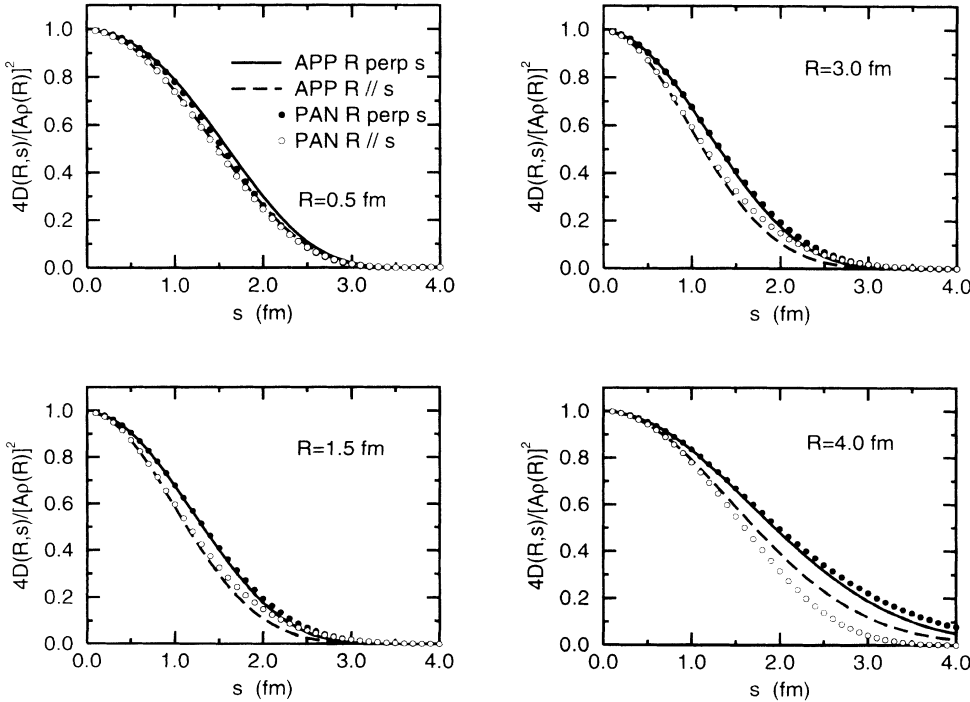 4D(R,s)/[Aρ(R)]²
1.0
0.8
0.6
0.4
0.2
0.0
APP R perp s
APP R // s
PAN R perp s
PAN R // s
R=0.5 fm
0.0 1.0 2.0 3.0 4.0
s (fm)
4D(R,s)/[Aρ(R)]²
1.0
0.8
0.6
0.4
0.2
0.0
R=3.0 fm
0.0 1.0 2.0 3.0 4.0
s (fm)
4D(R,s)/[Aρ(R)]²
1.0
0.8
0.6
0.4
0.2
0.0
R=1.5 fm
0.0 1.0 2.0 3.0 4.0
s (fm)
4D(R,s)/[Aρ(R)]²
1.0
0.8
0.6
0.4
0.2
0.0
R=4.0 fm
0.0 1.0 2.0 3.0 4.0
s (fm)